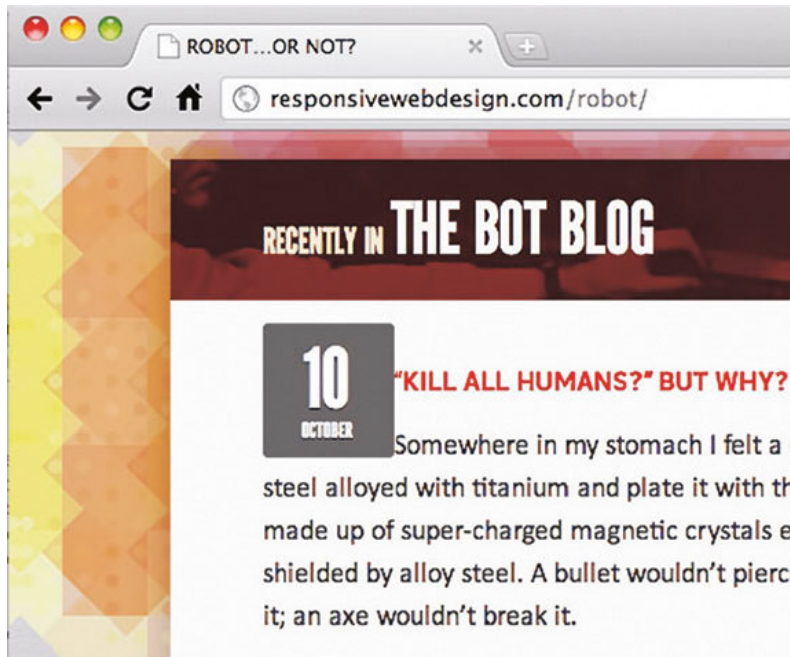 ROBOT...OR NOT?
responsivewebdesign.com/robot/
RECENTLY IN THE BOT BLOG
10
OCTOBER
“KILL ALL HUMANS?” BUT WHY?
Somewhere in my stomach I felt a
steel alloyed with titanium and plate it with th
made up of super-charged magnetic crystals e
shielded by alloy steel. A bullet wouldn’t pierc
it; an axe wouldn’t break it.